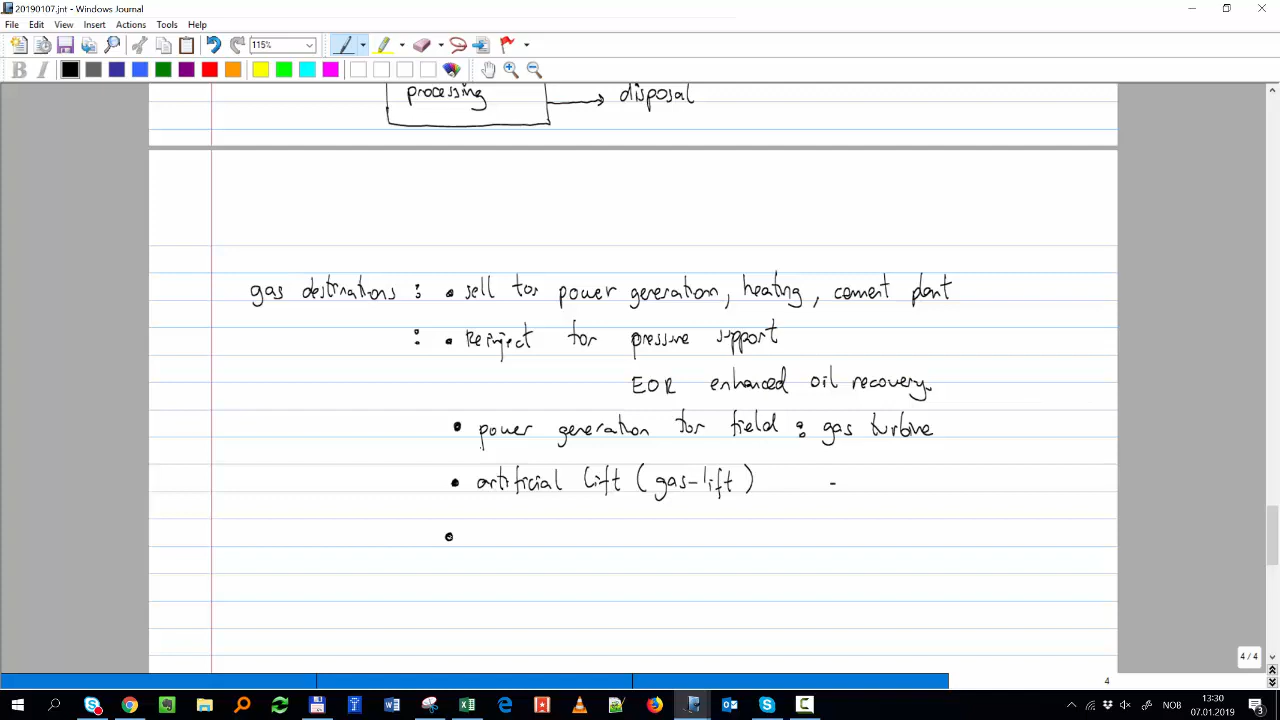 20190107.jnt - Windows Journal
File Edit View Insert Actions Tools Help
115%
B I
processing → disposal
gas destinations : • sell for power generation, heating, cement plant
: • Reinject for pressure support
EOR enhanced oil recovery
• power generation for field : gas turbine
• artificial lift (gas-lift) -
•
4/4
4
NOB
13:30
07.01.2019
3